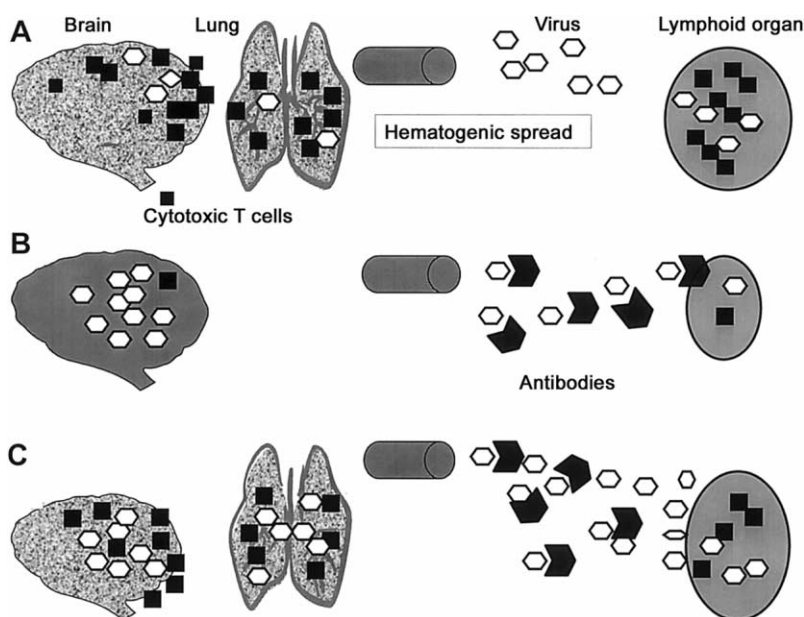 A
Brain Lung Virus Lymphoid organ
Hematogenic spread
Cytotoxic T cells
B
Antibodies
C